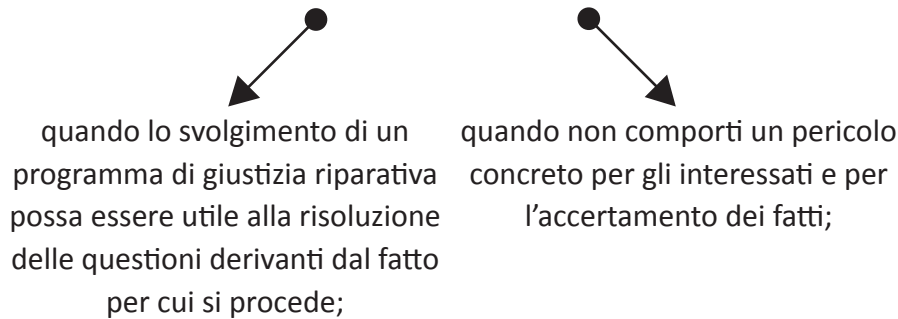 quando lo svolgimento di un
programma di giustizia riparativa
possa essere utile alla risoluzione
delle questioni derivanti dal fatto
per cui si procede;
quando non comporti un pericolo
concreto per gli interessati e per
l'accertamento dei fatti;